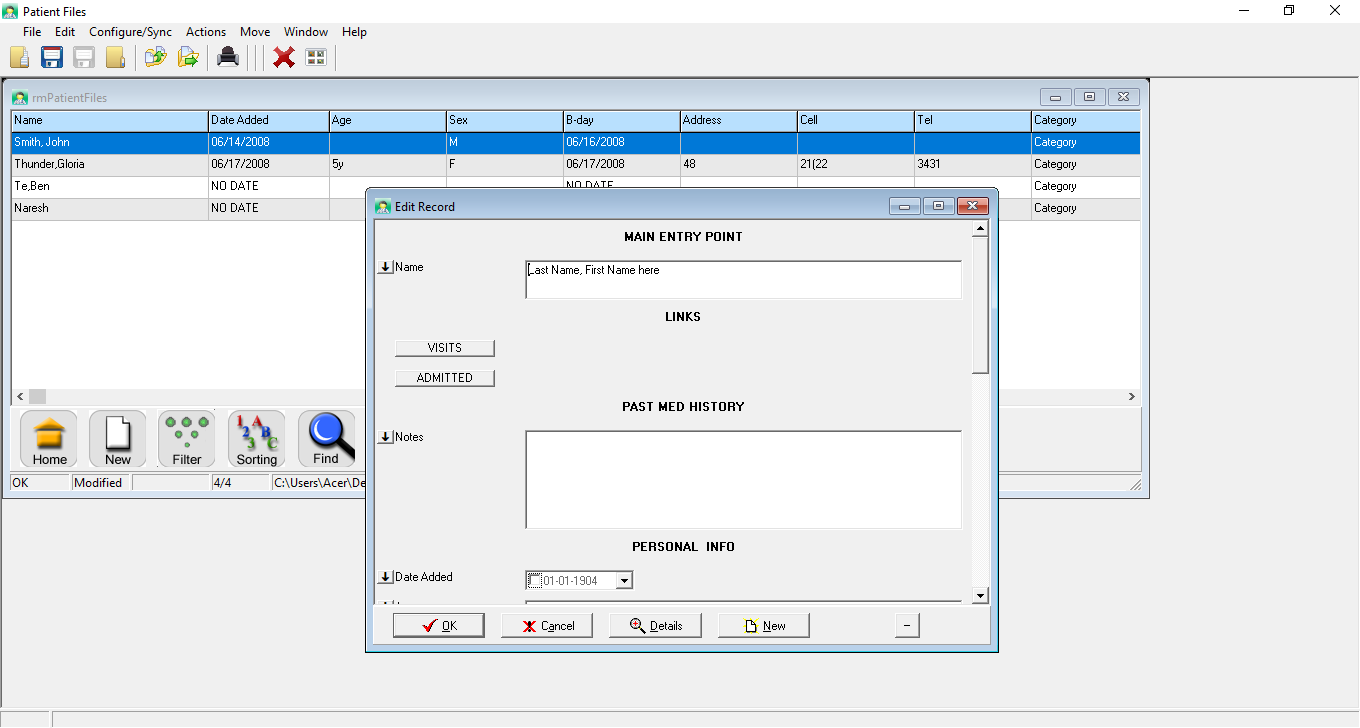 Patient Files
File Edit Configure/Sync Actions Move Window Help
rmPatientFiles
Name Date Added Age Sex B-day Address Cell Tel Category
Smith, John 06/14/2008 M 06/16/2008 Category
Thunder,Gloria 06/17/2008 5y F 06/17/2008 48 21(22 3431 Category
Te,Ben NO DATE NO DATE Category
Naresh NO DATE Category
Edit Record
MAIN ENTRY POINT
Name Last Name, First Name here
LINKS
VISITS
ADMITTED
PAST MED HISTORY
Notes
PERSONAL INFO
Date Added 01-01-1904
OK Cancel Details New −
Home New Filter Sorting Find
OK Modified 4/4 C:\Users\Acer\De